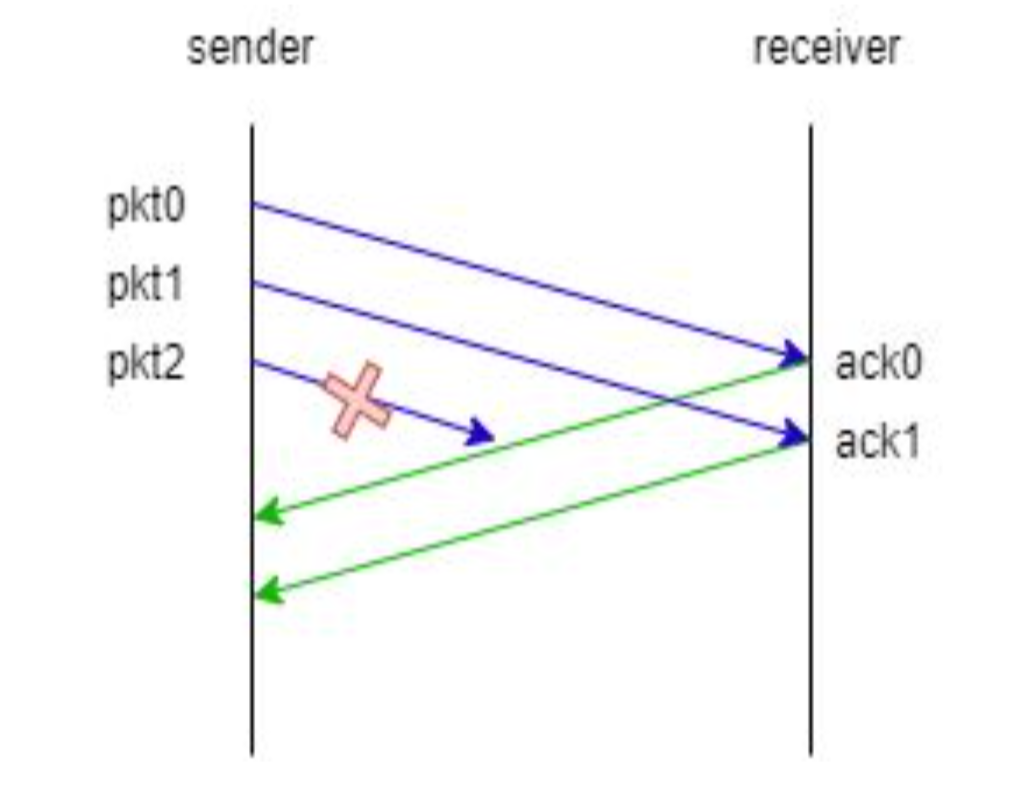 sender receiver
pkt0
pkt1
pkt2 ack0
ack1